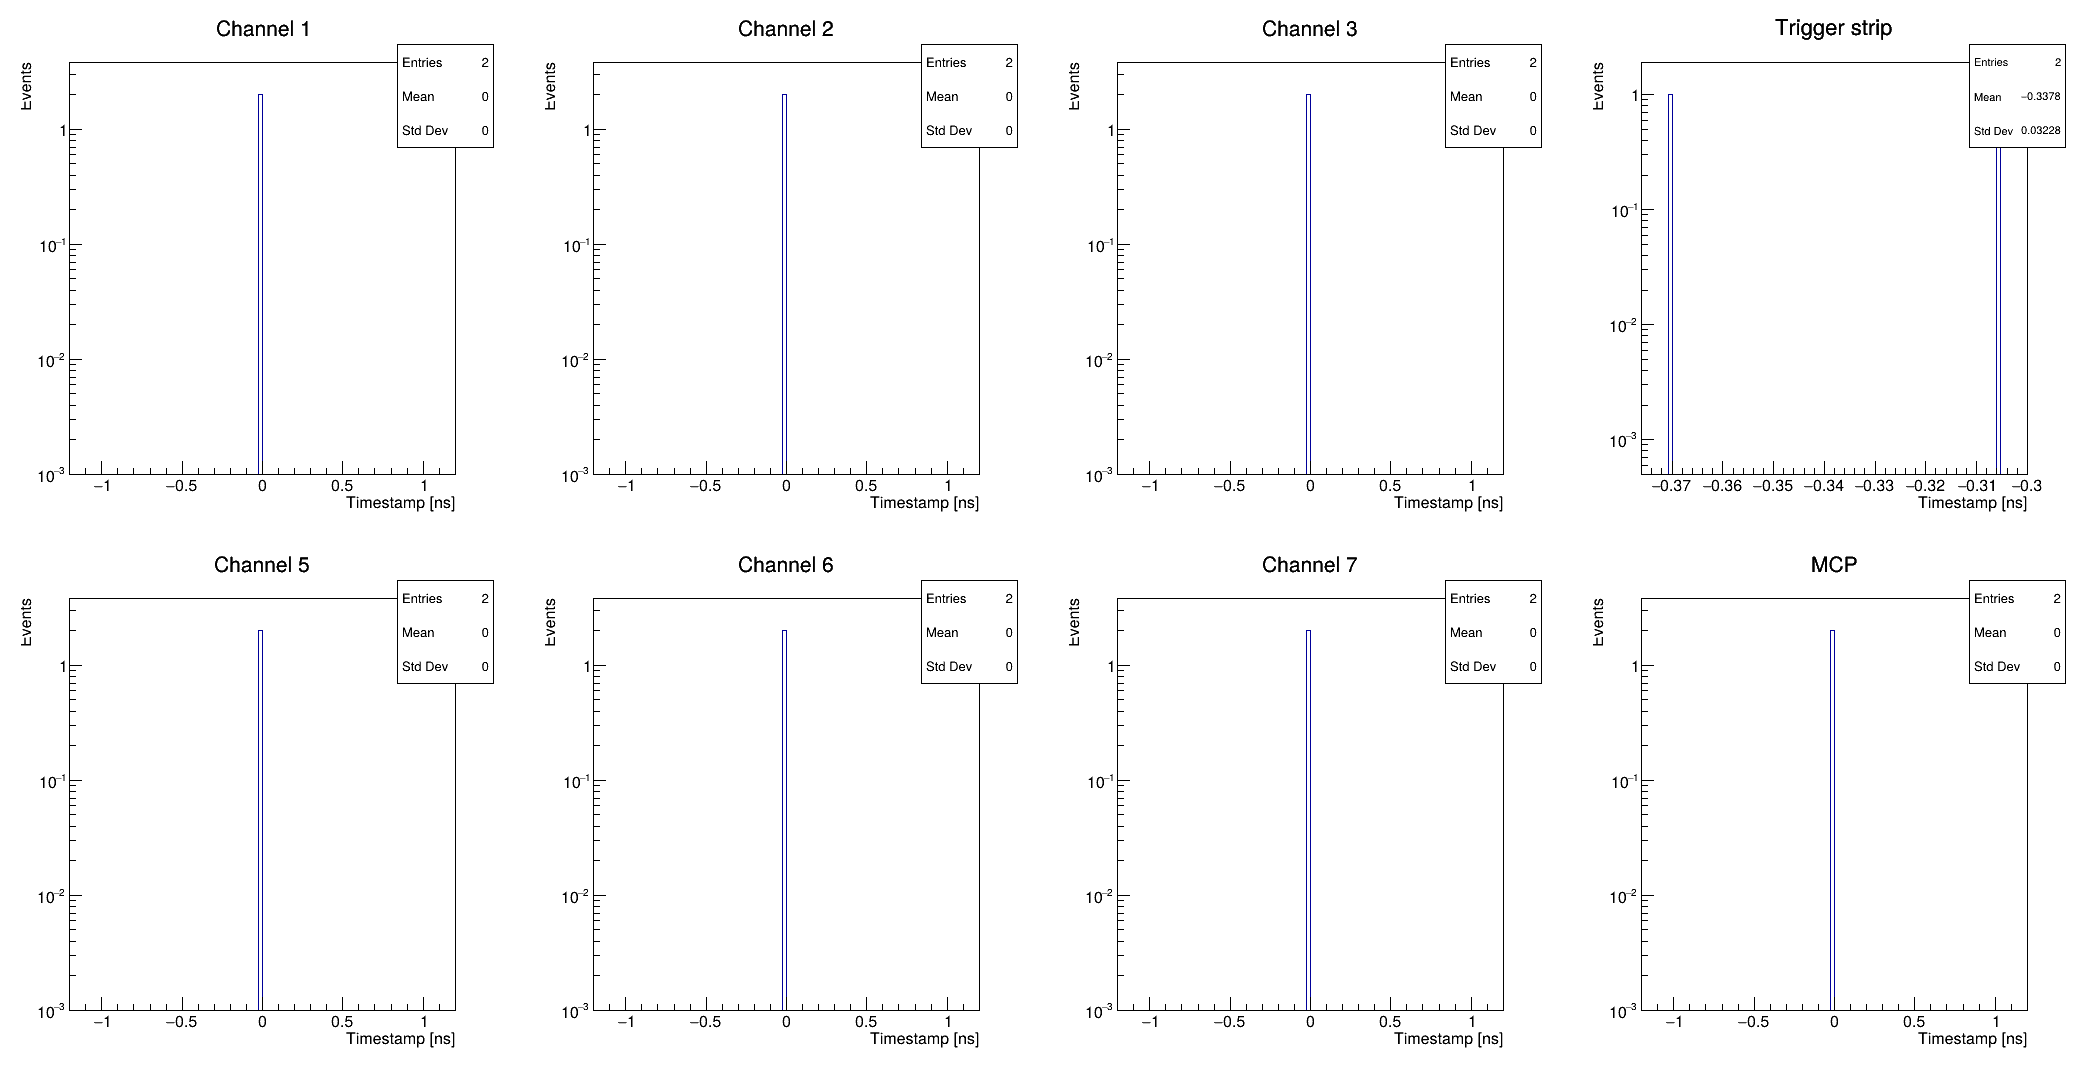 Channel 1
Events
Entries 2
Mean 0
Std Dev 0
1
10⁻¹
10⁻²
10⁻³
−1 −0.5 0 0.5 1
Timestamp [ns]
Channel 2
Events
Entries 2
Mean 0
Std Dev 0
1
10⁻¹
10⁻²
10⁻³
−1 −0.5 0 0.5 1
Timestamp [ns]
Channel 3
Events
Entries 2
Mean 0
Std Dev 0
1
10⁻¹
10⁻²
10⁻³
−1 −0.5 0 0.5 1
Timestamp [ns]
Trigger strip
Events
Entries 2
Mean −0.3378
Std Dev 0.03228
1
10⁻¹
10⁻²
10⁻³
−0.37 −0.36 −0.35 −0.34 −0.33 −0.32 −0.31 −0.3
Timestamp [ns]
Channel 5
Events
Entries 2
Mean 0
Std Dev 0
1
10⁻¹
10⁻²
10⁻³
−1 −0.5 0 0.5 1
Timestamp [ns]
Channel 6
Events
Entries 2
Mean 0
Std Dev 0
1
10⁻¹
10⁻²
10⁻³
−1 −0.5 0 0.5 1
Timestamp [ns]
Channel 7
Events
Entries 2
Mean 0
Std Dev 0
1
10⁻¹
10⁻²
10⁻³
−1 −0.5 0 0.5 1
Timestamp [ns]
MCP
Events
Entries 2
Mean 0
Std Dev 0
1
10⁻¹
10⁻²
10⁻³
−1 −0.5 0 0.5 1
Timestamp [ns]